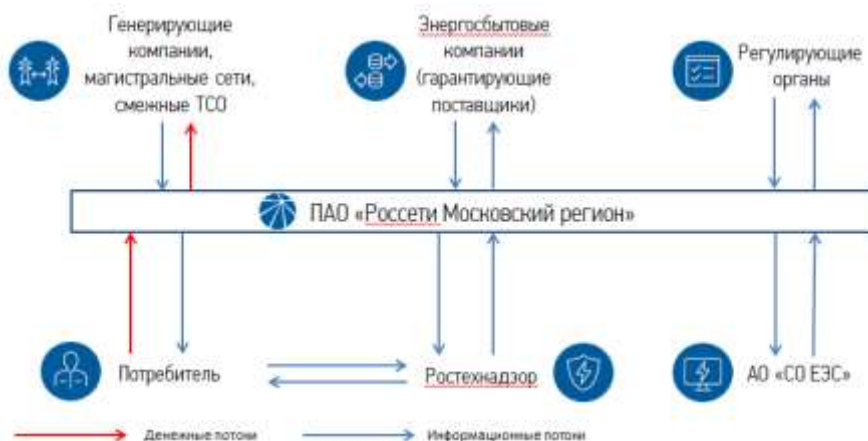 Генерирующие
компании,
магистральные сети,
смежные ТСО
Энергосбытовые
компании
(гарантирующие
поставщики)
Регулирующие
органы
ПАО «Россети Московский регион»
Потребитель
Ростехнадзор
АО «СО ЕЭС»
Денежные потоки
Информационные потоки